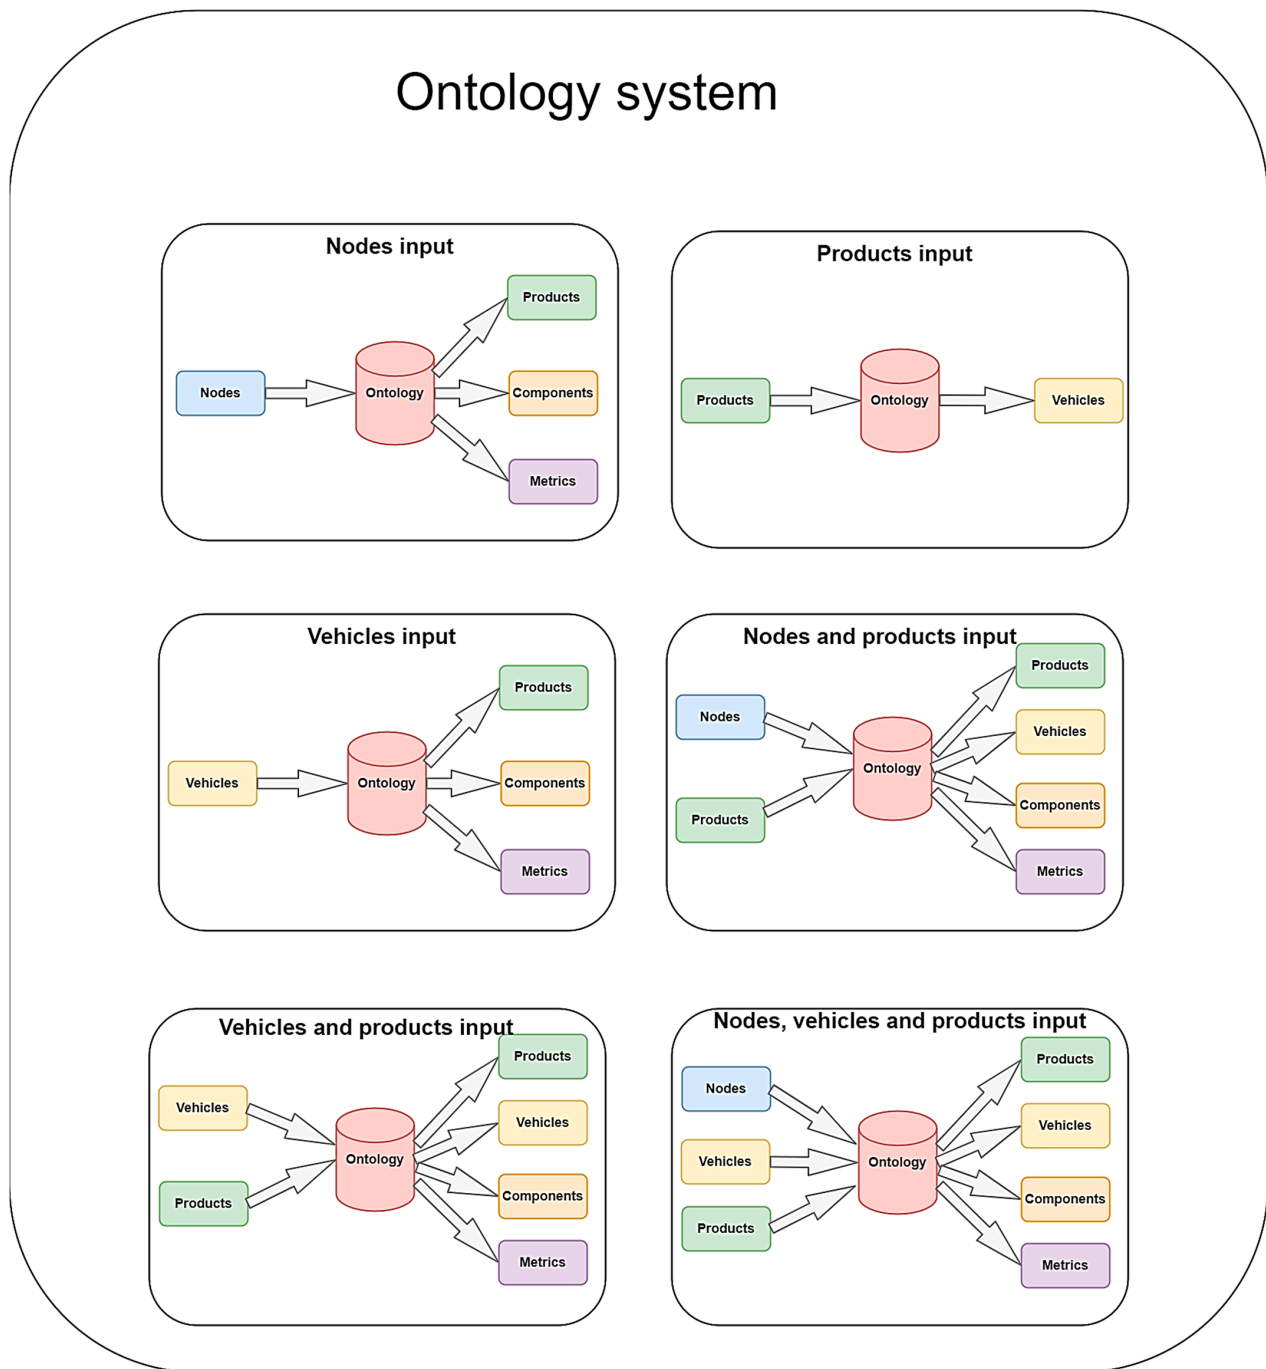 Ontology system
Nodes input
Products
Nodes
Ontology
Components
Metrics
Products input
Products
Ontology
Vehicles
Vehicles input
Products
Vehicles
Ontology
Components
Metrics
Nodes and products input
Products
Nodes
Vehicles
Ontology
Components
Products
Metrics
Vehicles and products input
Products
Vehicles
Vehicles
Ontology
Components
Products
Metrics
Nodes, vehicles and products input
Products
Nodes
Vehicles
Vehicles
Ontology
Components
Products
Metrics